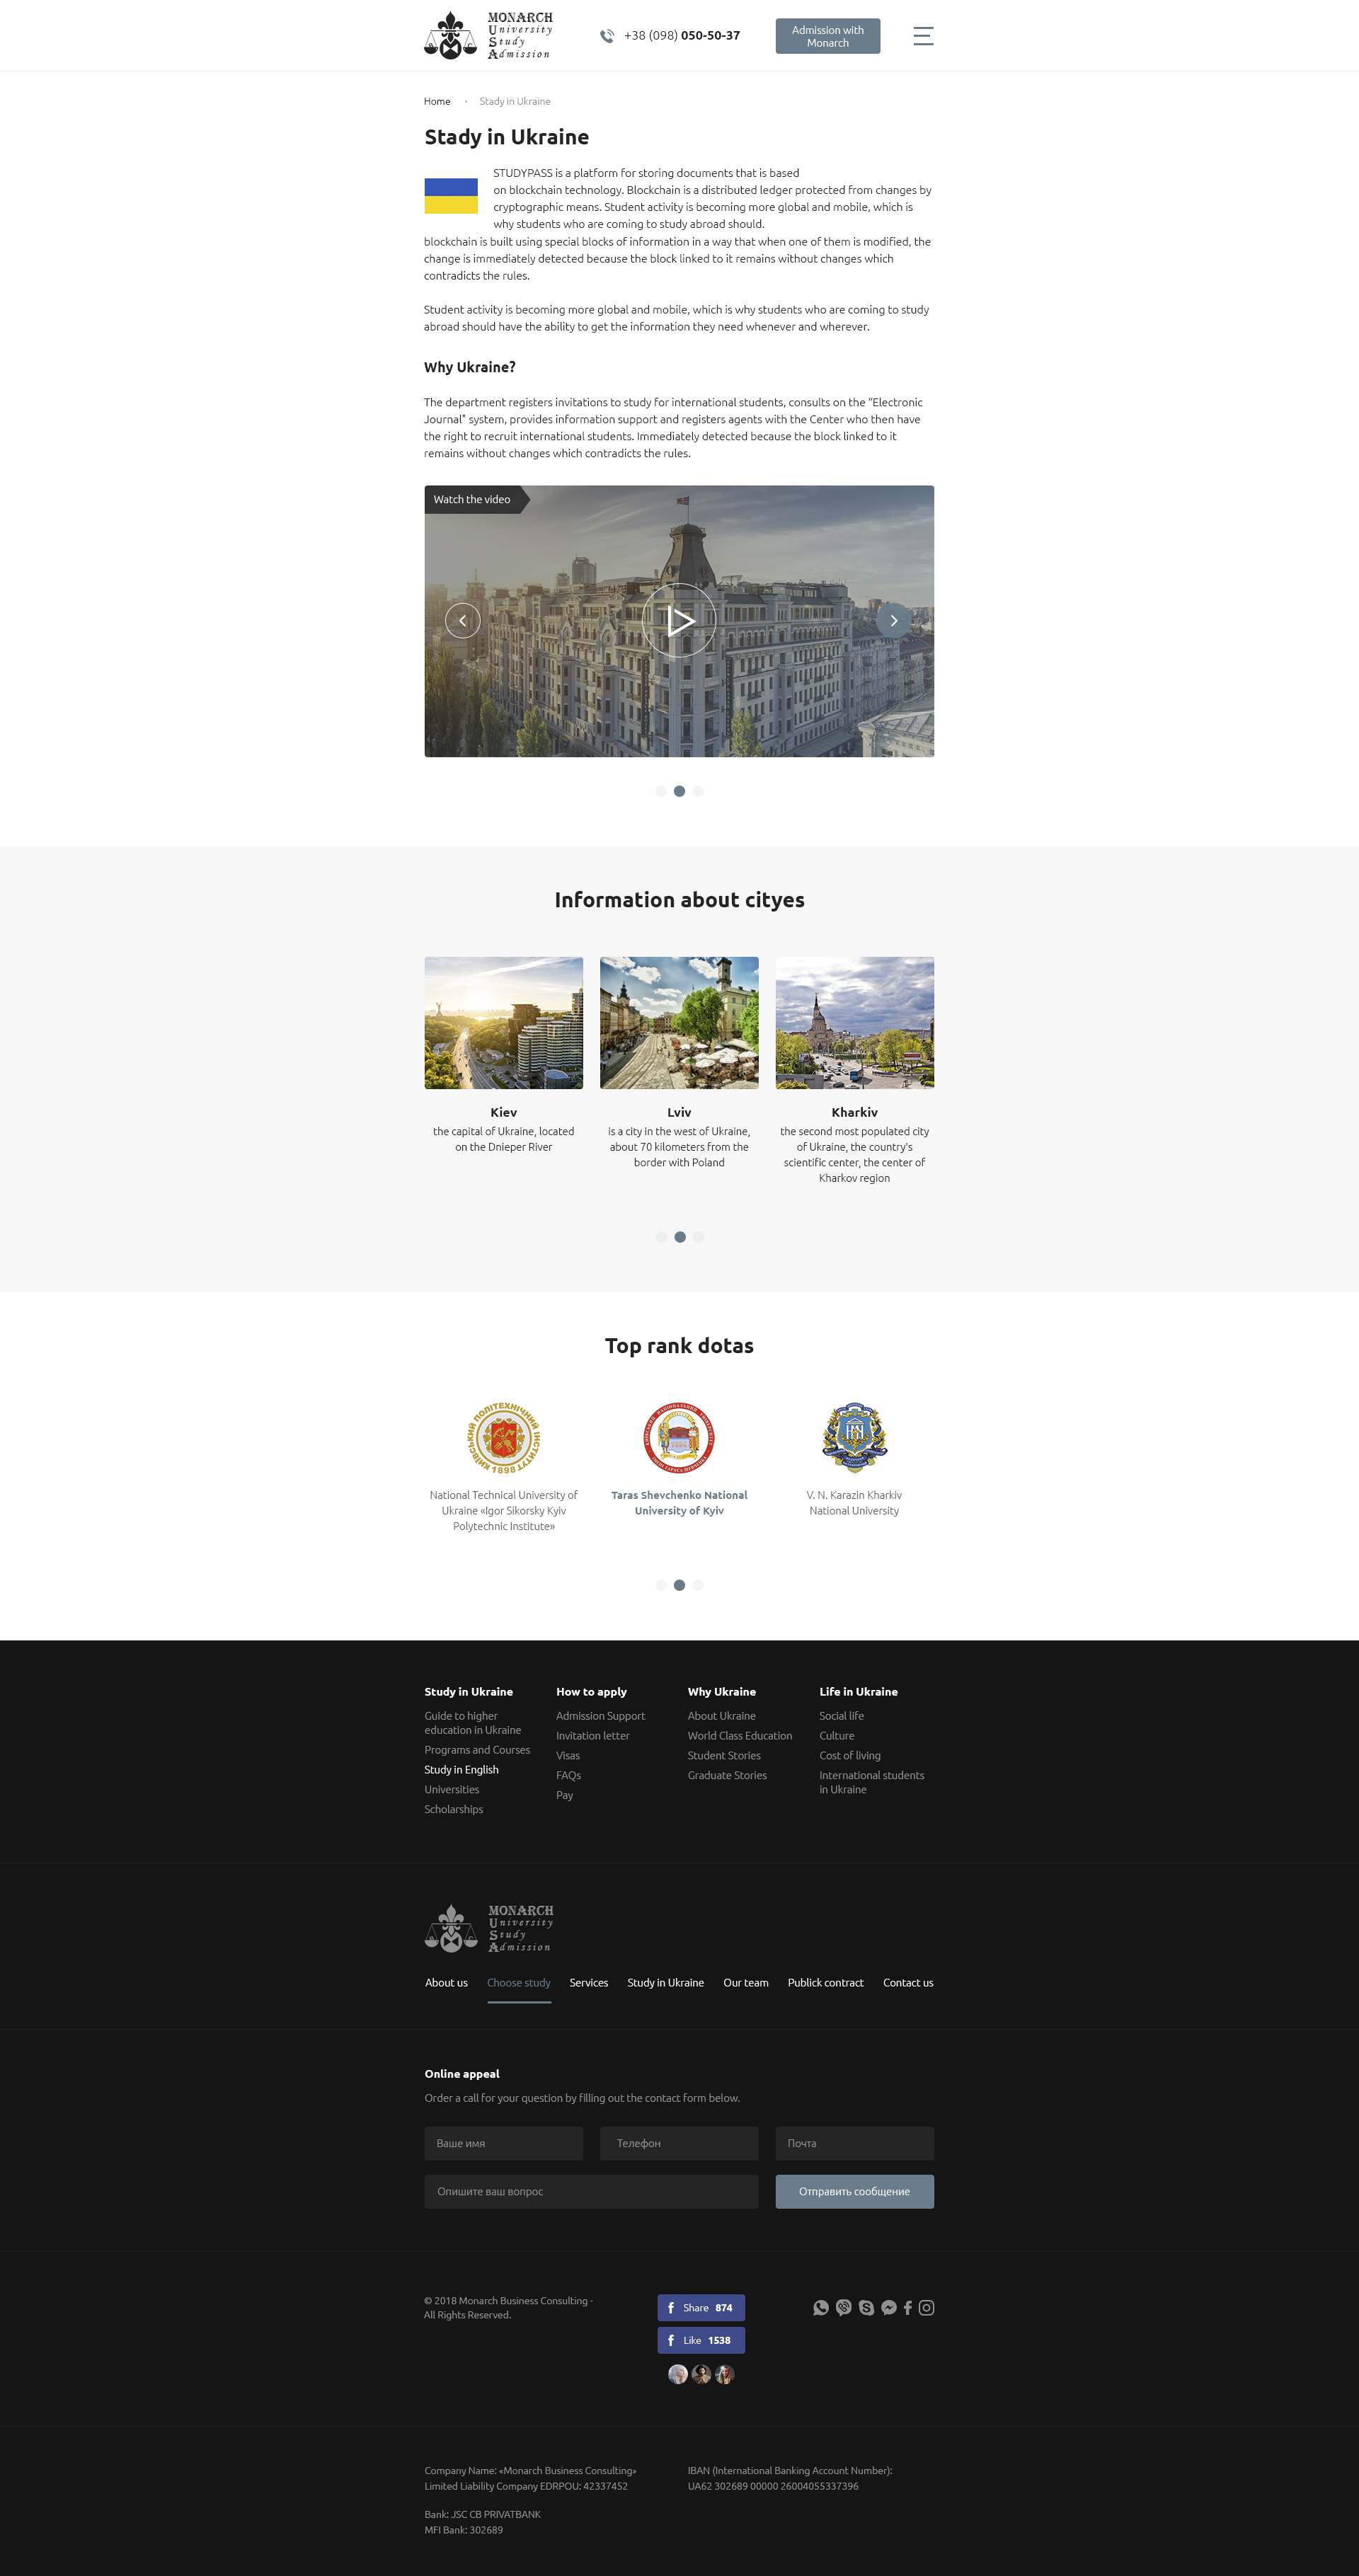 MONARCH
University
Study
Admission
+38 (098) 050-50-37
Admission with
Monarch
Home • Stady in Ukraine
Stady in Ukraine
STUDYPASS is a platform for storing documents that is based
on blockchain technology. Blockchain is a distributed ledger protected from changes by
cryptographic means. Student activity is becoming more global and mobile, which is
why students who are coming to study abroad should.
blockchain is built using special blocks of information in a way that when one of them is modified, the
change is immediately detected because the block linked to it remains without changes which
contradicts the rules.
Student activity is becoming more global and mobile, which is why students who are coming to study
abroad should have the ability to get the information they need whenever and wherever.
Why Ukraine?
The department registers invitations to study for international students, consults on the “Electronic
Journal" system, provides information support and registers agents with the Center who then have
the right to recruit international students. Immediately detected because the block linked to it
remains without changes which contradicts the rules.
Watch the video
Information about cityes
Kiev
the capital of Ukraine, located
on the Dnieper River
Lviv
is a city in the west of Ukraine,
about 70 kilometers from the
border with Poland
Kharkiv
the second most populated city
of Ukraine, the country's
scientific center, the center of
Kharkov region
Top rank dotas
КИЇВСЬКИЙ ПОЛІТЕХНІЧНИЙ ІНСТИТУТ
1898
National Technical University of
Ukraine «Igor Sikorsky Kyiv
Polytechnic Institute»
Taras Shevchenko National
University of Kyiv
V. N. Karazin Kharkiv
National University
Study in Ukraine
Guide to higher
education in Ukraine
Programs and Courses
Study in English
Universities
Scholarships
How to apply
Admission Support
Invitation letter
Visas
FAQs
Pay
Why Ukraine
About Ukraine
World Class Education
Student Stories
Graduate Stories
Life in Ukraine
Social life
Culture
Cost of living
International students
in Ukraine
MONARCH
University
Study
Admission
About us Choose study Services Study in Ukraine Our team Publick contract Contact us
Online appeal
Order a call for your question by filling out the contact form below.
Ваше имя Телефон Почта
Опишите ваш вопрос Отправить сообщение
© 2018 Monarch Business Consulting -
All Rights Reserved.
Share 874
Like 1538
Company Name: «Monarch Business Consulting»
Limited Liability Company EDRPOU: 42337452
Bank: JSC CB PRIVATBANK
MFI Bank: 302689
IBAN (International Banking Account Number):
UA62 302689 00000 26004055337396